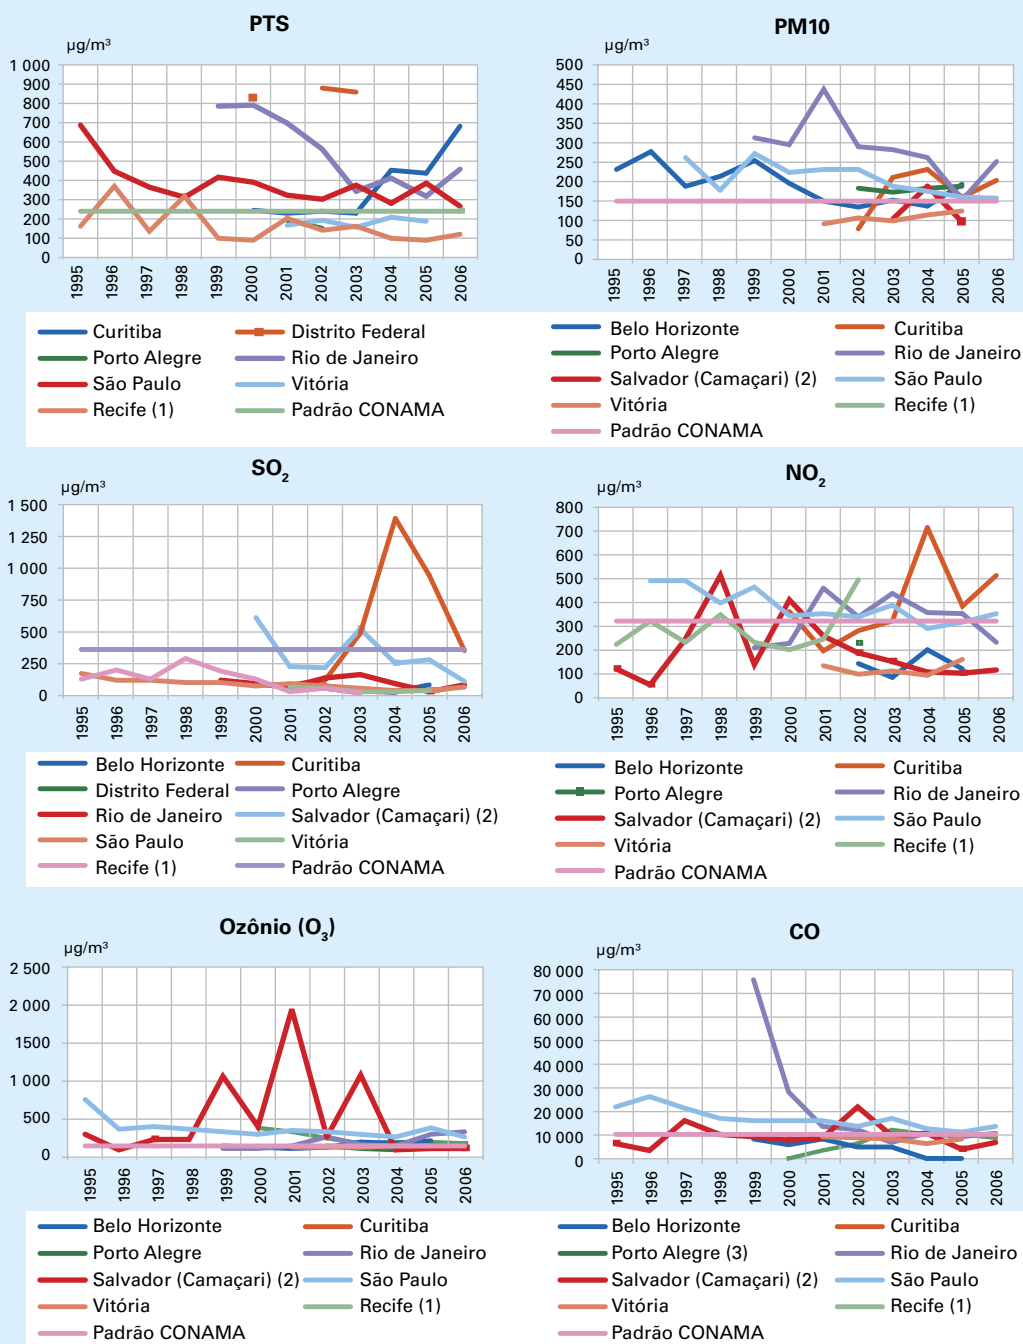 PTS
µg/m³
1 000
900
800
700
600
500
400
300
200
100
0
1995 1996 1997 1998 1999 2000 2001 2002 2003 2004 2005 2006
Curitiba Distrito Federal
Porto Alegre Rio de Janeiro
São Paulo Vitória
Recife (1) Padrão CONAMA
PM10
µg/m³
500
450
400
350
300
250
200
150
100
50
0
1995 1996 1997 1998 1999 2000 2001 2002 2003 2004 2005 2006
Belo Horizonte Curitiba
Porto Alegre Rio de Janeiro
Salvador (Camaçari) (2) São Paulo
Vitória Recife (1)
Padrão CONAMA
SO₂
µg/m³
1 500
1 250
1 000
750
500
250
0
1995 1996 1997 1998 1999 2000 2001 2002 2003 2004 2005 2006
Belo Horizonte Curitiba
Distrito Federal Porto Alegre
Rio de Janeiro Salvador (Camaçari) (2)
São Paulo Vitória
Recife (1) Padrão CONAMA
NO₂
µg/m³
800
700
600
500
400
300
200
100
0
1995 1996 1997 1998 1999 2000 2001 2002 2003 2004 2005 2006
Belo Horizonte Curitiba
Porto Alegre Rio de Janeiro
Salvador (Camaçari) (2) São Paulo
Vitória Recife (1)
Padrão CONAMA
Ozônio (O₃)
µg/m³
2 500
2 000
1 500
1 000
500
0
1995 1996 1997 1998 1999 2000 2001 2002 2003 2004 2005 2006
Belo Horizonte Curitiba
Porto Alegre Rio de Janeiro
Salvador (Camaçari) (2) São Paulo
Vitória Recife (1)
Padrão CONAMA
CO
µg/m³
80 000
70 000
60 000
50 000
40 000
30 000
20 000
10 000
0
1995 1996 1997 1998 1999 2000 2001 2002 2003 2004 2005 2006
Belo Horizonte Curitiba
Porto Alegre (3) Rio de Janeiro
Salvador (Camaçari) (2) São Paulo
Vitória Recife (1)
Padrão CONAMA